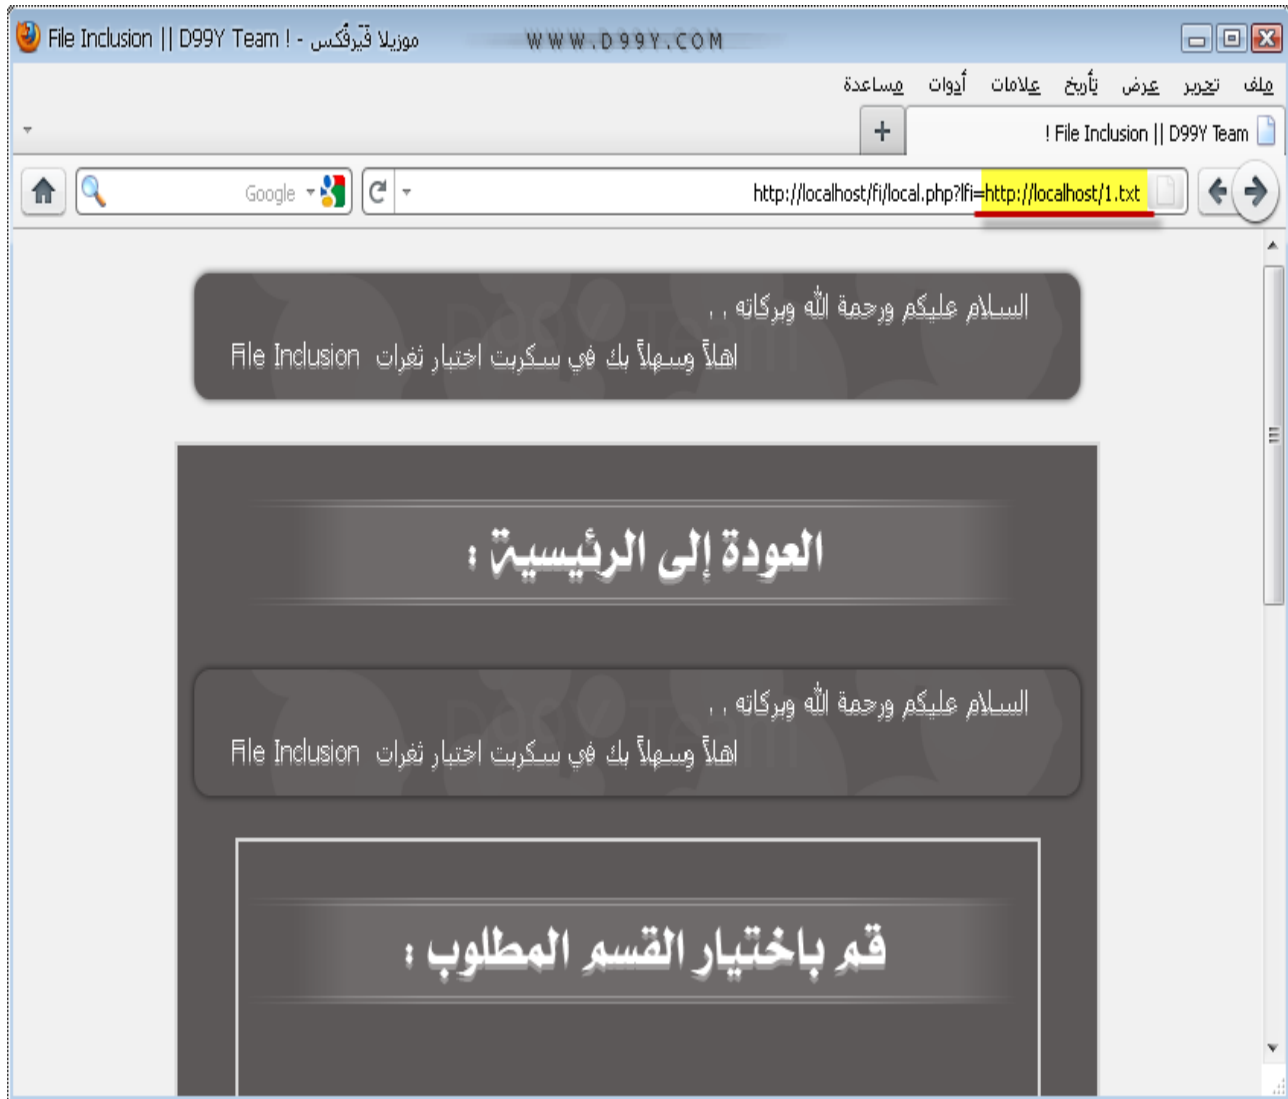 File Inclusion || D99Y Team ! - موزيلا فَيرفُكس
WWW.D99Y.COM
ملف تحرير عرض تأريخ علامات أدوات مساعدة
! File Inclusion || D99Y Team
http://localhost/fi/local.php?lfi=http://localhost/1.txt
Google
السلام عليكم ورحمة الله وبركاته . .
اهلاً وسهلاً بك في سكربت اختبار ثغرات File Inclusion
العودة إلى الرئيسية :
السلام عليكم ورحمة الله وبركاته . .
اهلاً وسهلاً بك في سكربت اختبار ثغرات File Inclusion
قم باختيار القسم المطلوب :